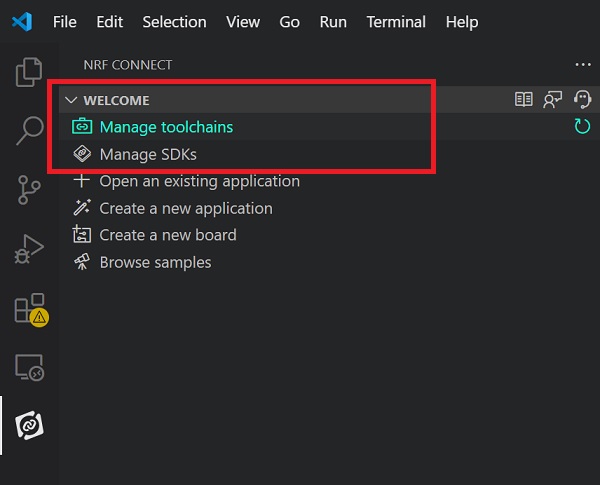 File Edit Selection View Go Run Terminal Help
NRF CONNECT
WELCOME
Manage toolchains
Manage SDKs
Open an existing application
Create a new application
Create a new board
Browse samples